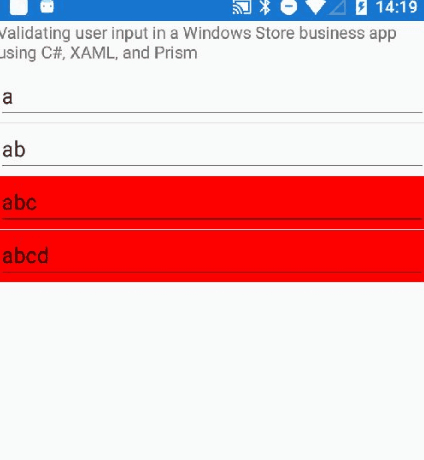 14:19
Validating user input in a Windows Store business app
using C#, XAML, and Prism
a
ab
abc
abcd